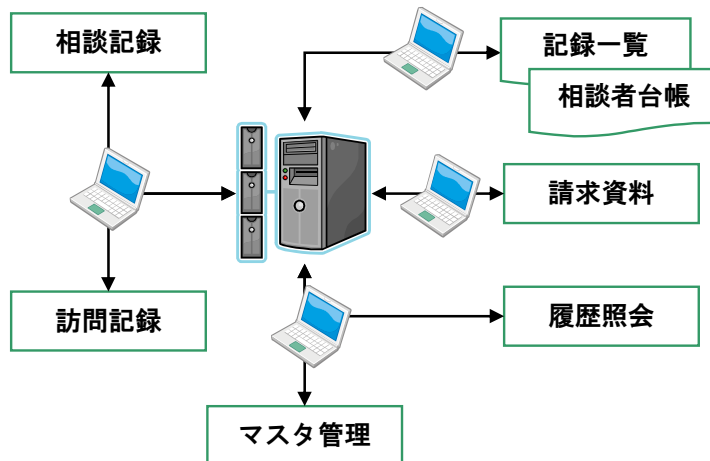 相談記録
記録一覧
相談者台帳
請求資料
訪問記録
履歴照会
マスタ管理